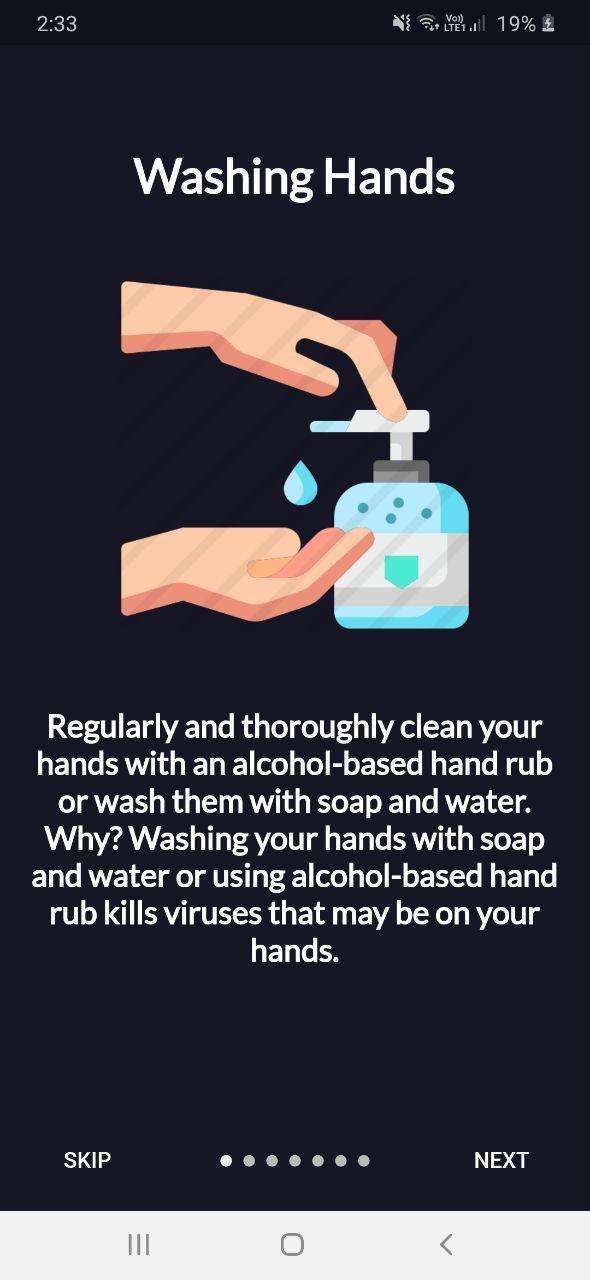 2:33
Vo))
LTE1
19%
Washing Hands
Regularly and thoroughly clean your
hands with an alcohol-based hand rub
or wash them with soap and water.
Why? Washing your hands with soap
and water or using alcohol-based hand
rub kills viruses that may be on your
hands.
SKIP
NEXT